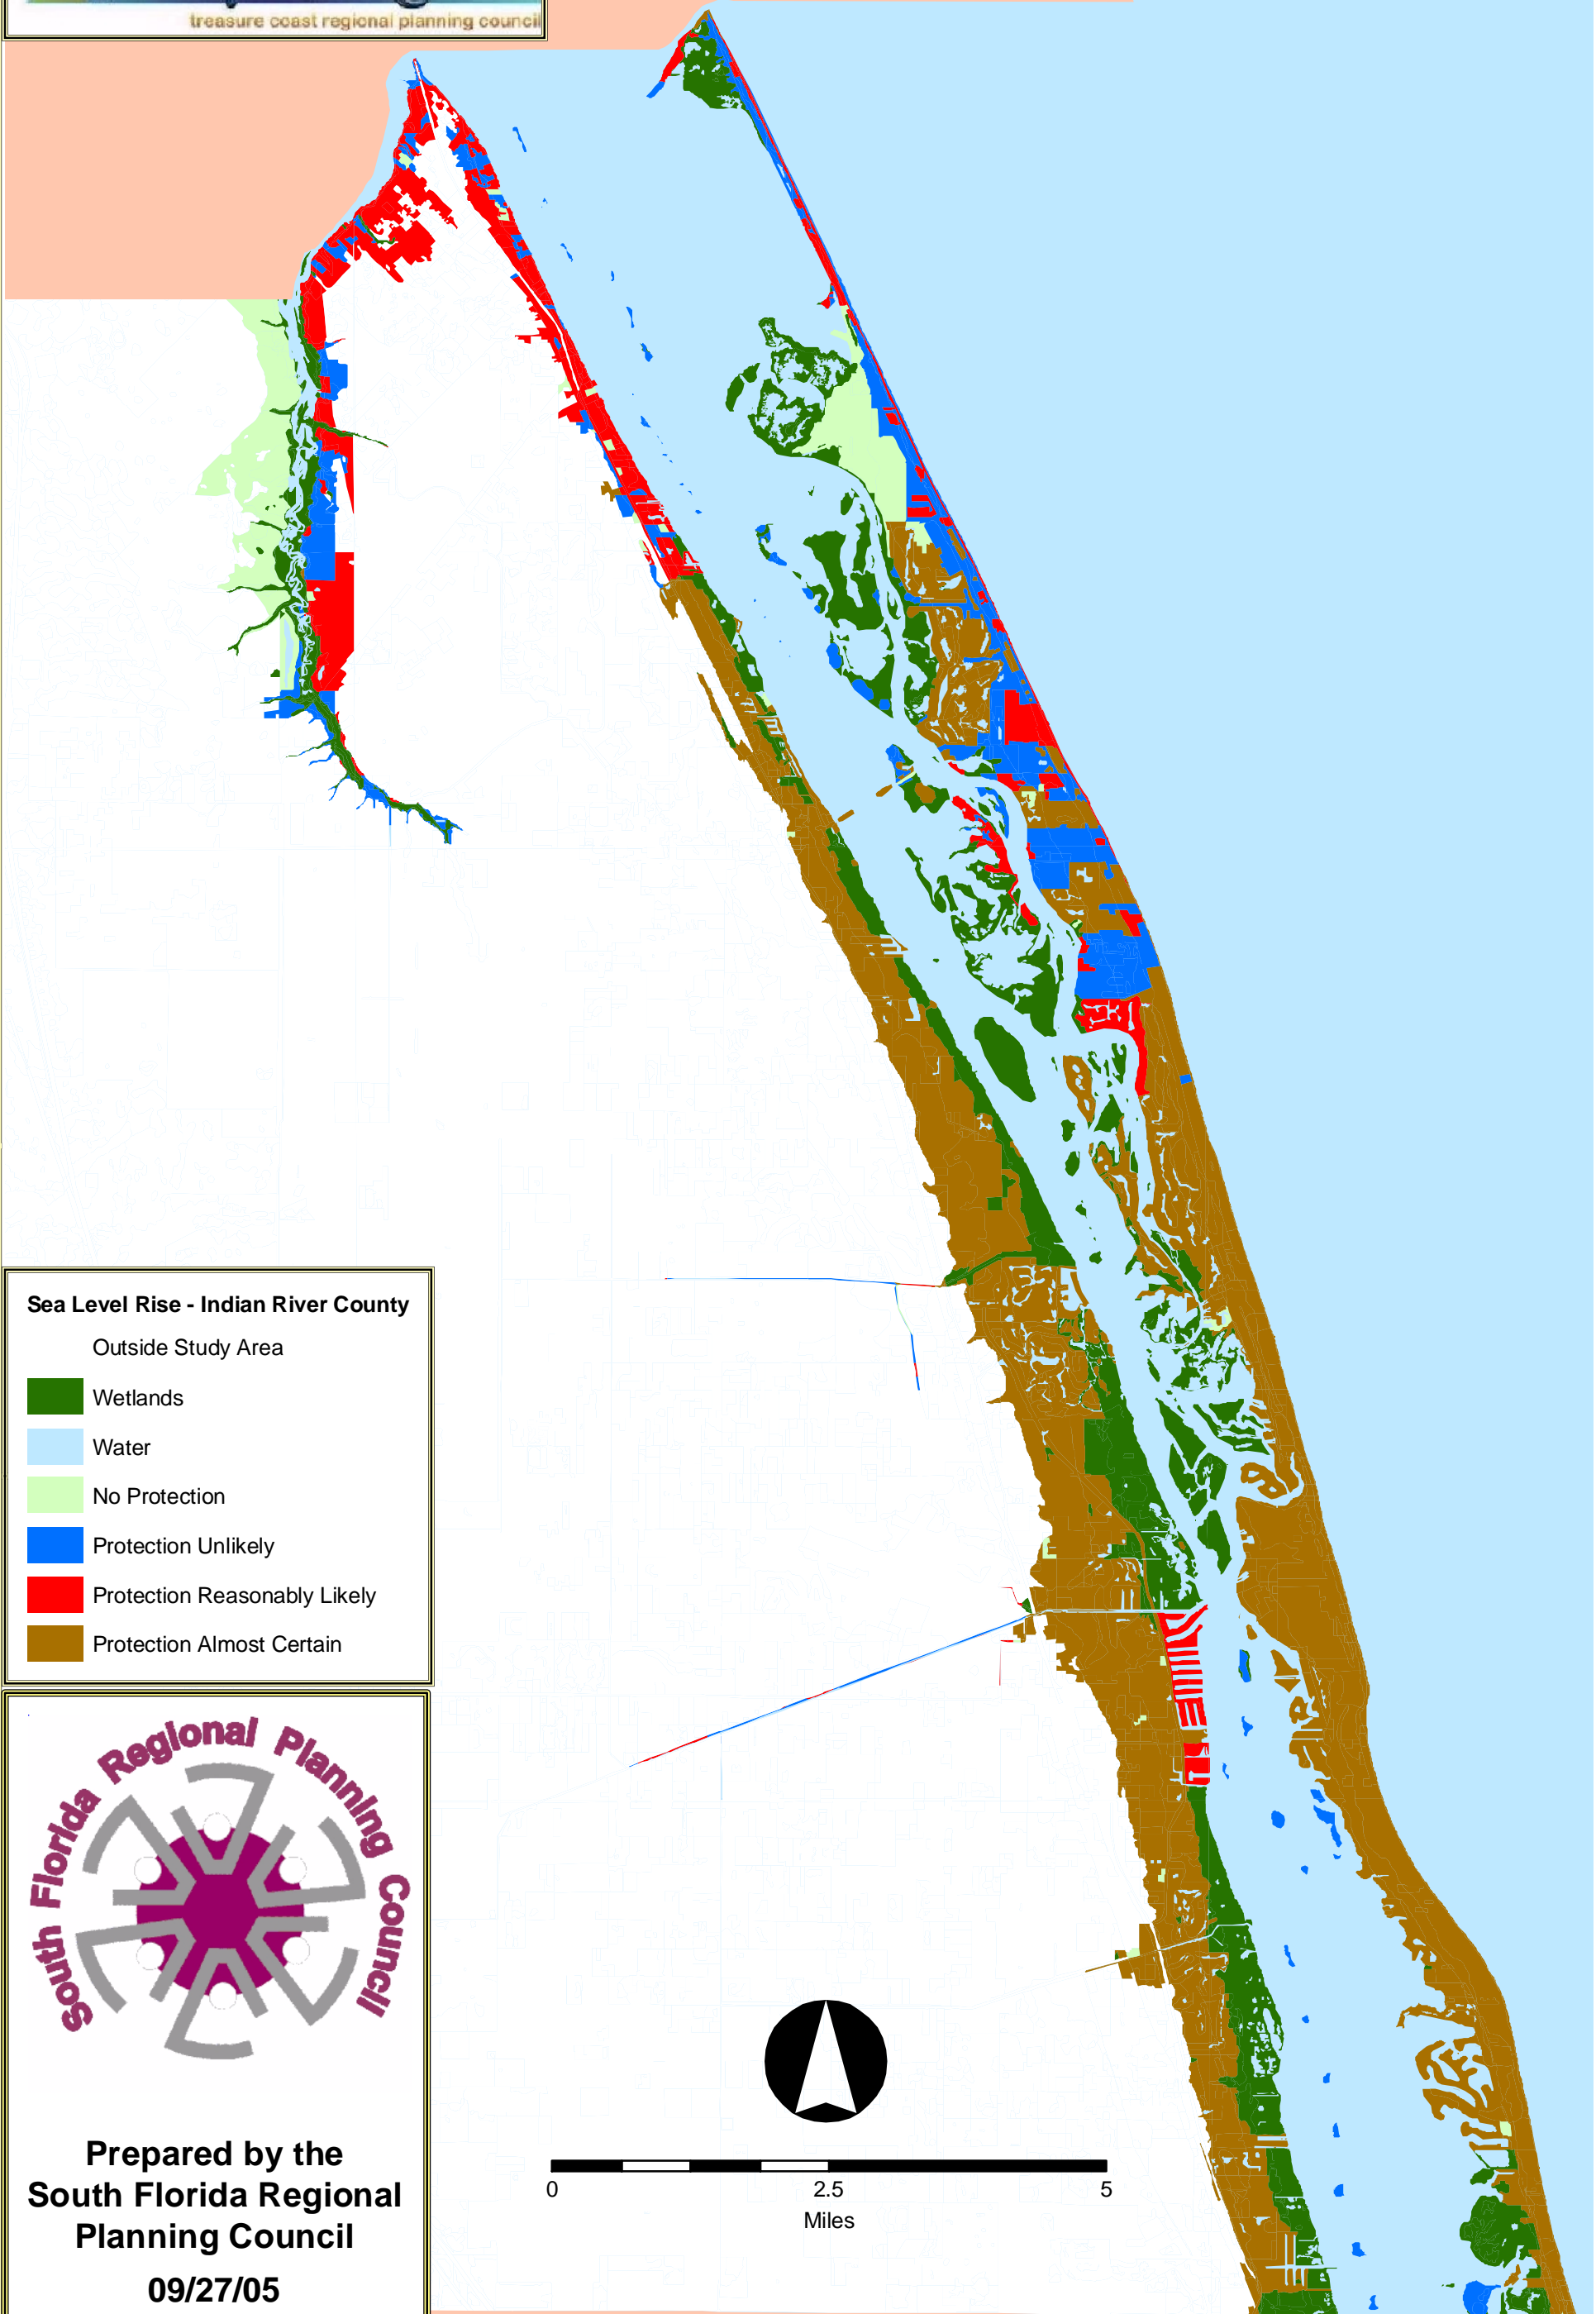 treasure coast regional planning council
Sea Level Rise - Indian River County
Outside Study Area
Wetlands
Water
No Protection
Protection Unlikely
Protection Reasonably Likely
Protection Almost Certain
South Florida Regional Planning Council
Prepared by the
South Florida Regional
Planning Council
09/27/05
0 2.5 5
Miles